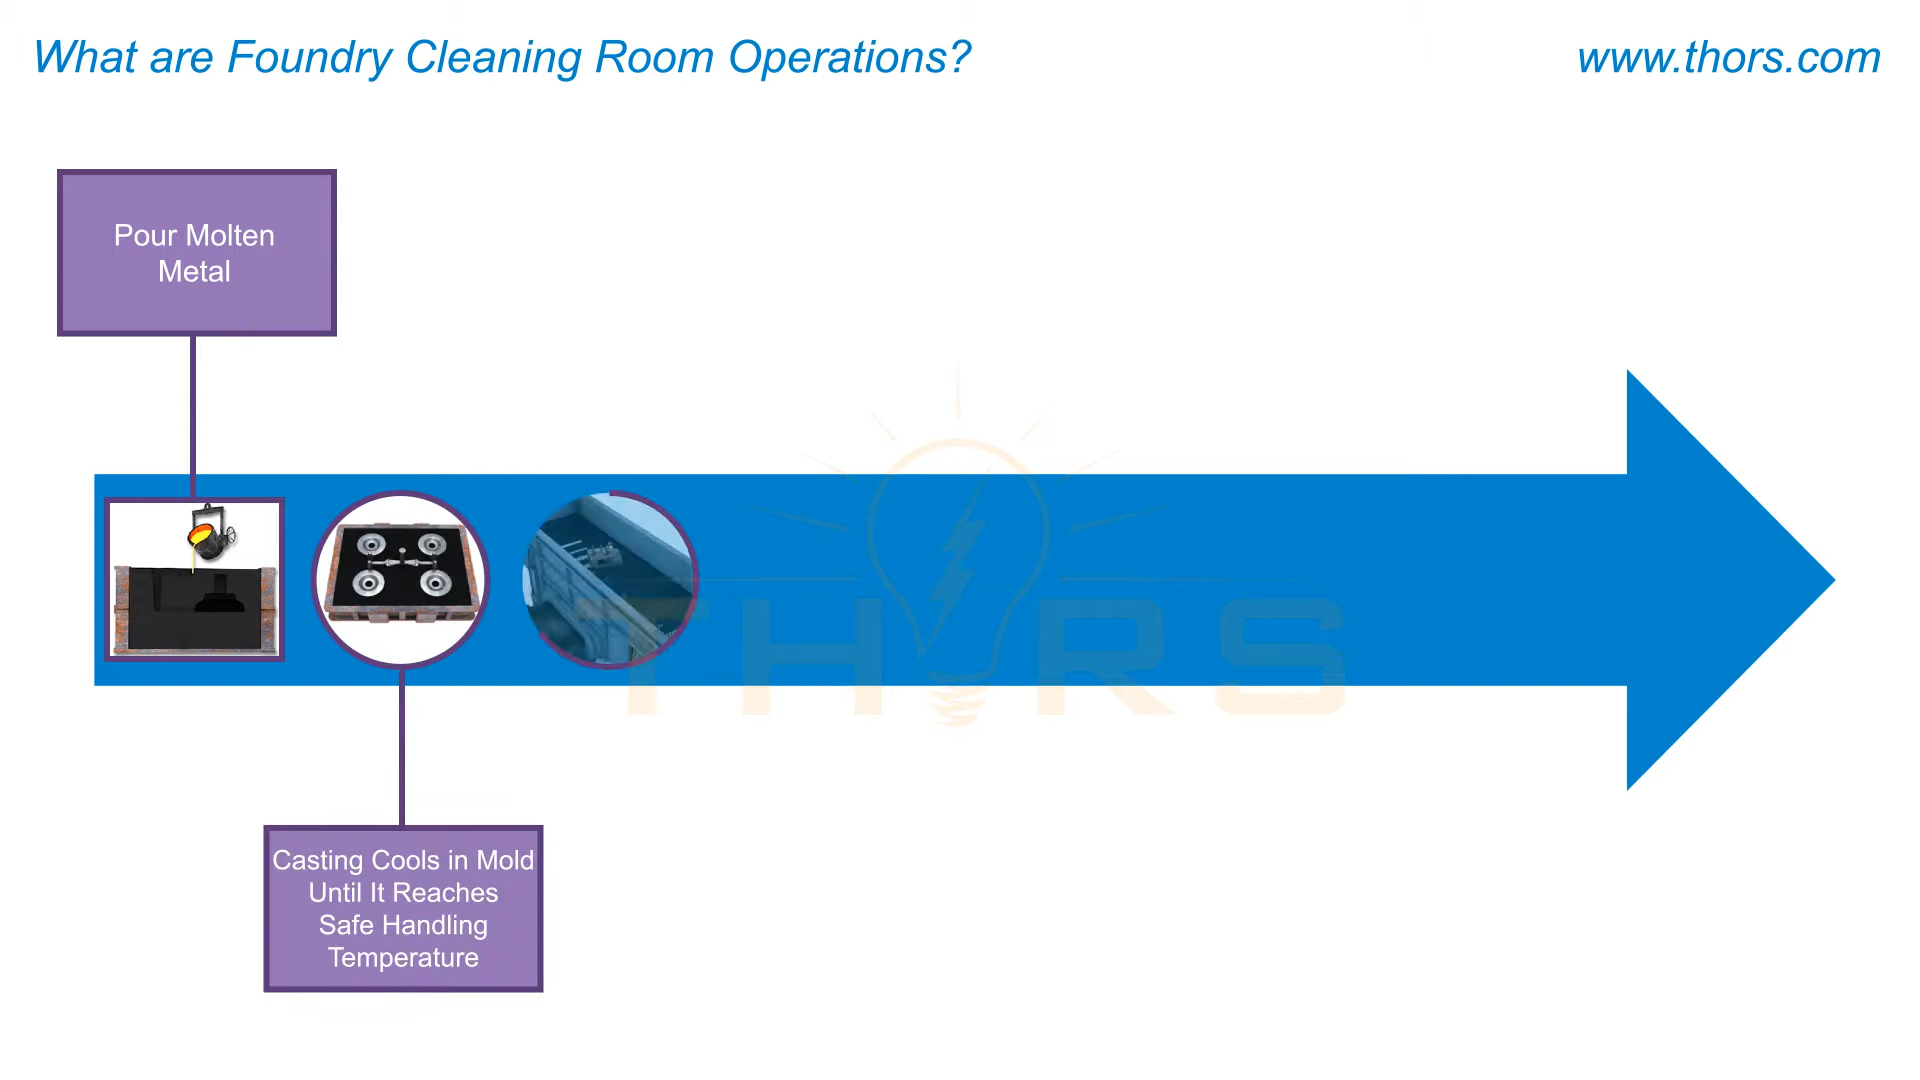 What are Foundry Cleaning Room Operations?
www.thors.com
Pour Molten
Metal
THORS
Casting Cools in Mold
Until It Reaches
Safe Handling
Temperature